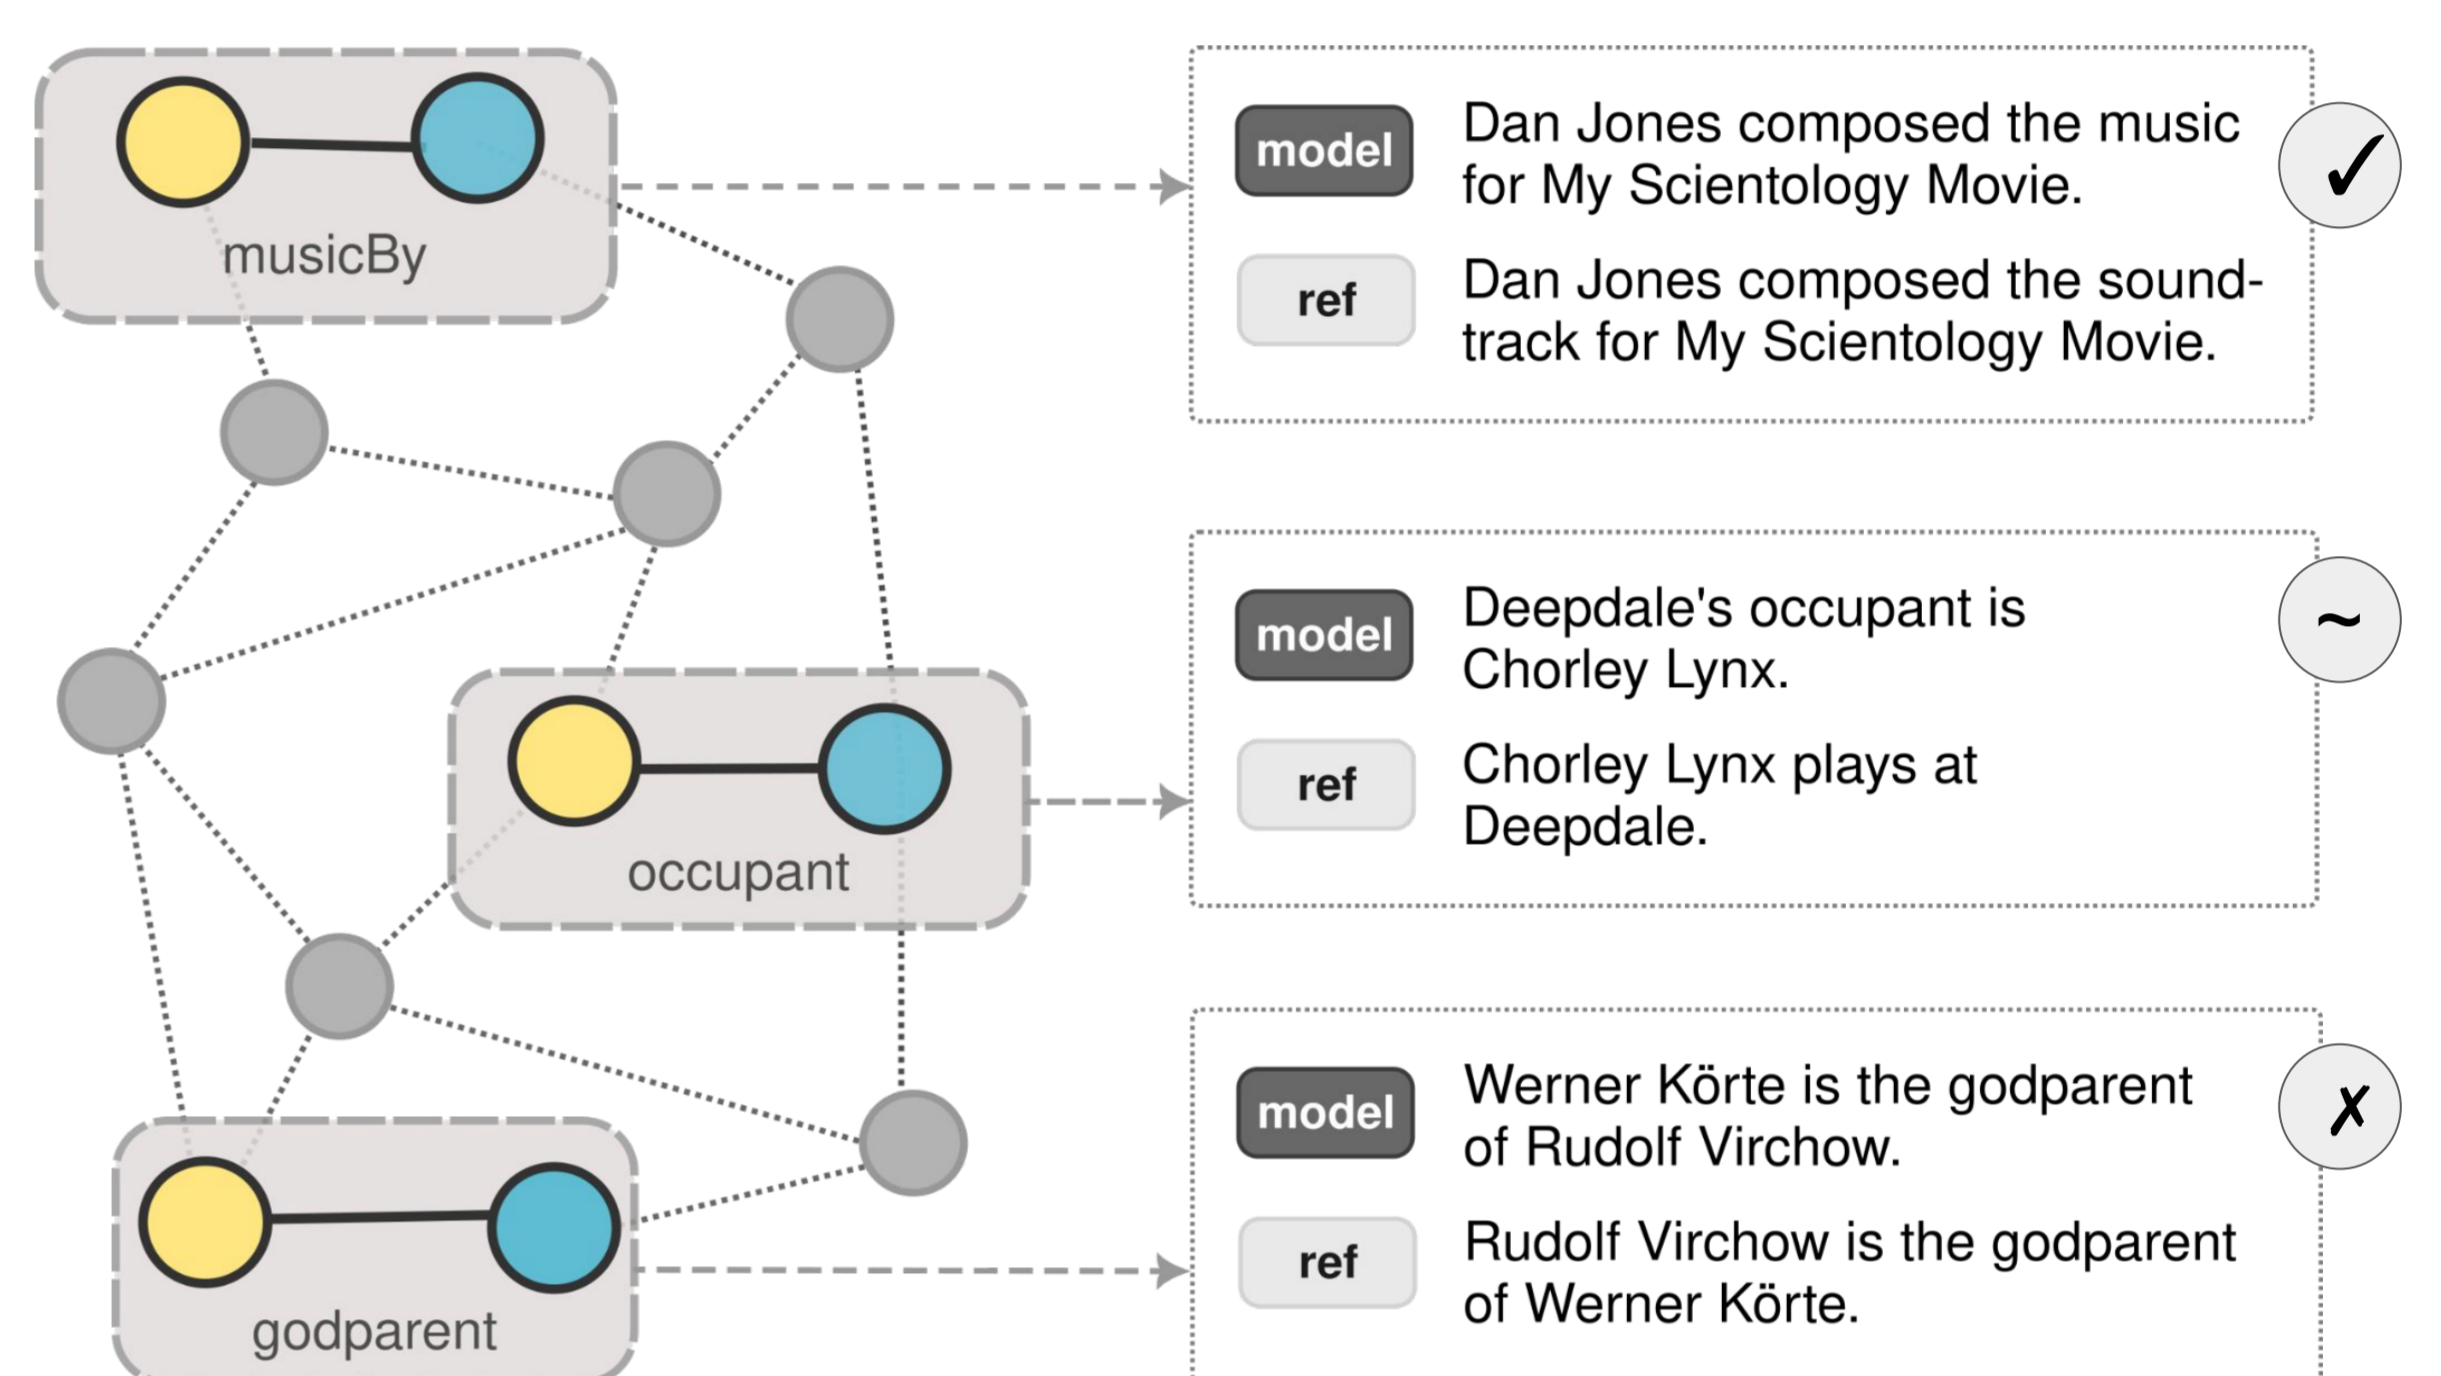 musicBy
model
Dan Jones composed the music
for My Scientology Movie.
✓
ref
Dan Jones composed the sound-
track for My Scientology Movie.
occupant
model
Deepdale's occupant is
Chorley Lynx.
~
ref
Chorley Lynx plays at
Deepdale.
godparent
model
Werner Körte is the godparent
of Rudolf Virchow.
✗
ref
Rudolf Virchow is the godparent
of Werner Körte.